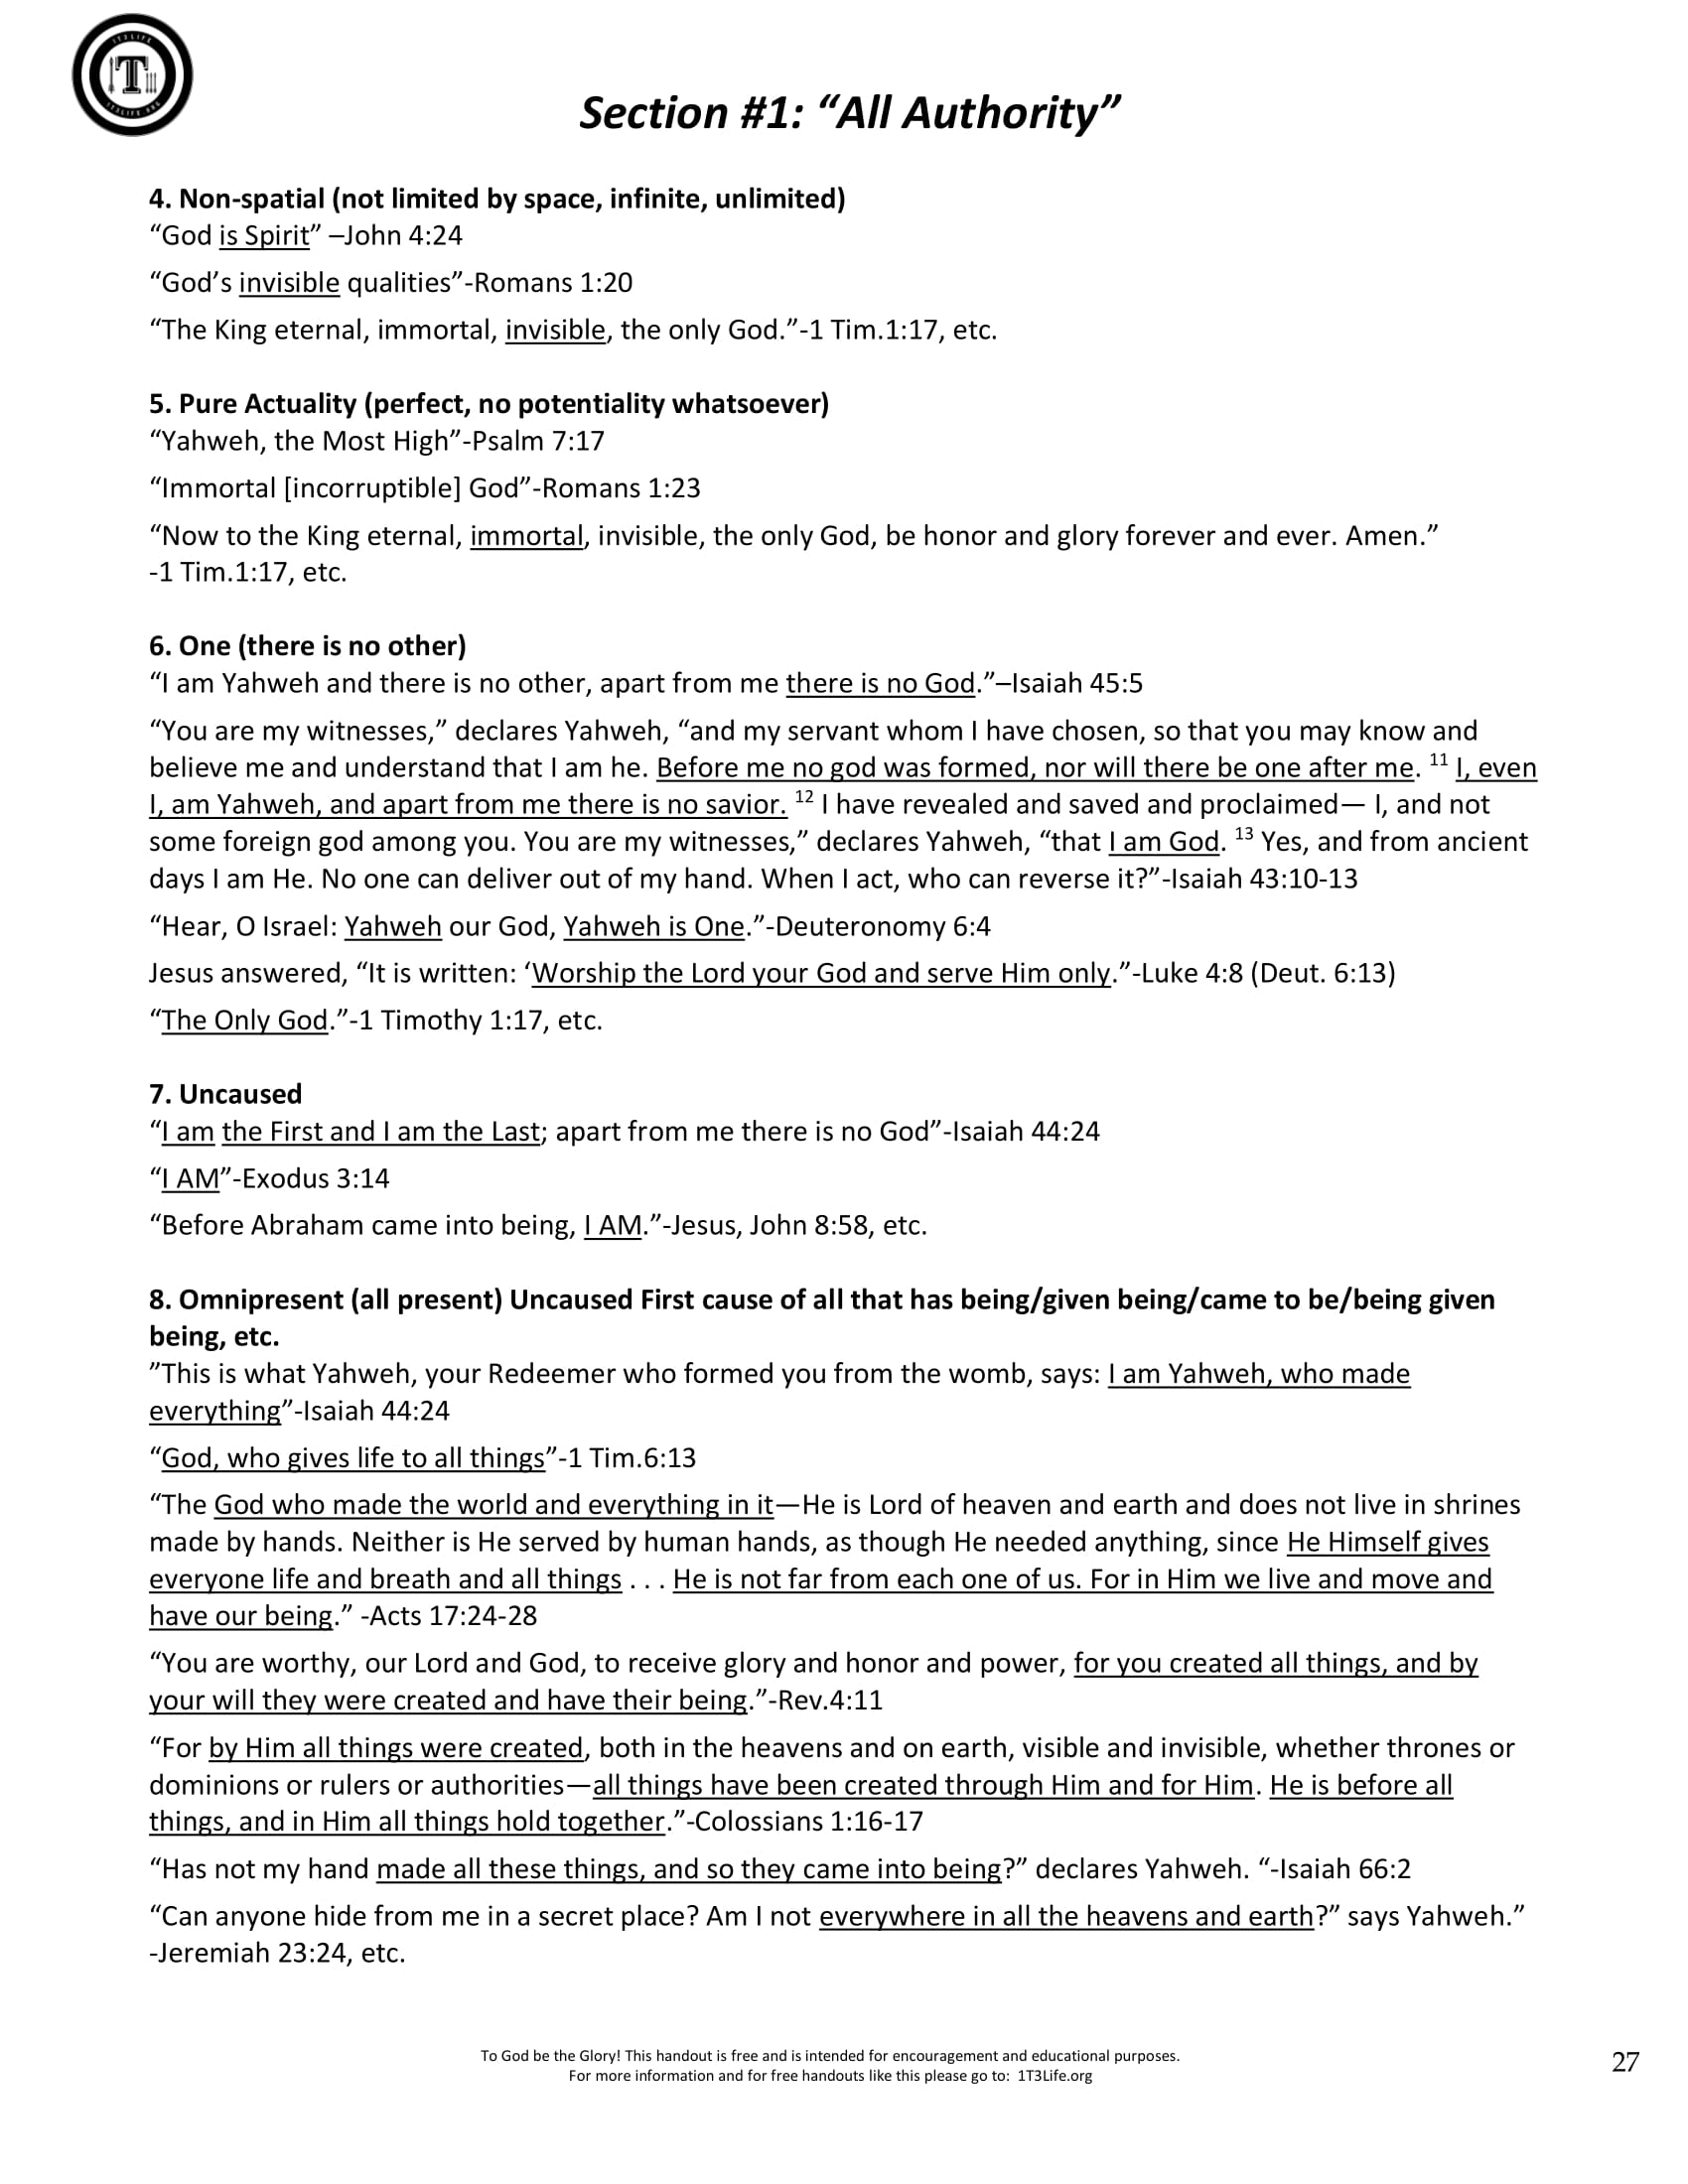 1T3LIFE
T
1T3LIFE.ORG
Section #1: “All Authority”
4. Non-spatial (not limited by space, infinite, unlimited)
“God is Spirit” –John 4:24
“God’s invisible qualities”-Romans 1:20
“The King eternal, immortal, invisible, the only God.”-1 Tim.1:17, etc.
5. Pure Actuality (perfect, no potentiality whatsoever)
“Yahweh, the Most High”-Psalm 7:17
“Immortal [incorruptible] God”-Romans 1:23
“Now to the King eternal, immortal, invisible, the only God, be honor and glory forever and ever. Amen.”
-1 Tim.1:17, etc.
6. One (there is no other)
“I am Yahweh and there is no other, apart from me there is no God.”–Isaiah 45:5
“You are my witnesses,” declares Yahweh, “and my servant whom I have chosen, so that you may know and
believe me and understand that I am he. Before me no god was formed, nor will there be one after me. 11 I, even
I, am Yahweh, and apart from me there is no savior. 12 I have revealed and saved and proclaimed— I, and not
some foreign god among you. You are my witnesses,” declares Yahweh, “that I am God. 13 Yes, and from ancient
days I am He. No one can deliver out of my hand. When I act, who can reverse it?”-Isaiah 43:10-13
“Hear, O Israel: Yahweh our God, Yahweh is One.”-Deuteronomy 6:4
Jesus answered, “It is written: ‘Worship the Lord your God and serve Him only.”-Luke 4:8 (Deut. 6:13)
“The Only God.”-1 Timothy 1:17, etc.
7. Uncaused
“I am the First and I am the Last; apart from me there is no God”-Isaiah 44:24
“I AM”-Exodus 3:14
“Before Abraham came into being, I AM.”-Jesus, John 8:58, etc.
8. Omnipresent (all present) Uncaused First cause of all that has being/given being/came to be/being given
being, etc.
”This is what Yahweh, your Redeemer who formed you from the womb, says: I am Yahweh, who made
everything”-Isaiah 44:24
“God, who gives life to all things”-1 Tim.6:13
“The God who made the world and everything in it—He is Lord of heaven and earth and does not live in shrines
made by hands. Neither is He served by human hands, as though He needed anything, since He Himself gives
everyone life and breath and all things . . . He is not far from each one of us. For in Him we live and move and
have our being.” -Acts 17:24-28
“You are worthy, our Lord and God, to receive glory and honor and power, for you created all things, and by
your will they were created and have their being.”-Rev.4:11
“For by Him all things were created, both in the heavens and on earth, visible and invisible, whether thrones or
dominions or rulers or authorities—all things have been created through Him and for Him. He is before all
things, and in Him all things hold together.”-Colossians 1:16-17
“Has not my hand made all these things, and so they came into being?” declares Yahweh. “-Isaiah 66:2
“Can anyone hide from me in a secret place? Am I not everywhere in all the heavens and earth?” says Yahweh.”
-Jeremiah 23:24, etc.
To God be the Glory! This handout is free and is intended for encouragement and educational purposes.
For more information and for free handouts like this please go to: 1T3Life.org
27